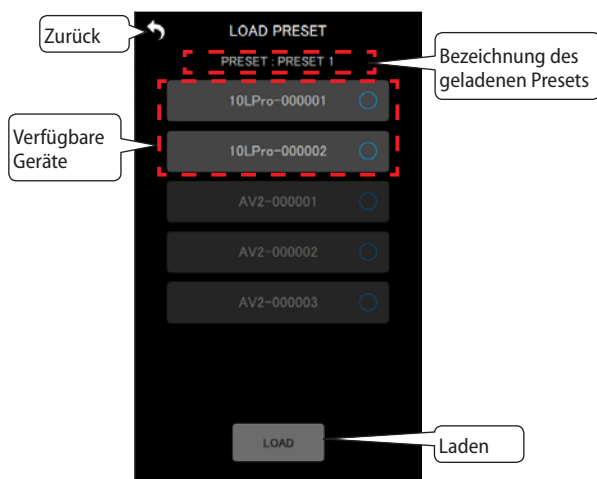 Zurück
LOAD PRESET
PRESET : PRESET 1
Bezeichnung des
geladenen Presets
10LPro-000001
Verfügbare
Geräte
10LPro-000002
AV2-000001
AV2-000002
AV2-000003
LOAD
Laden